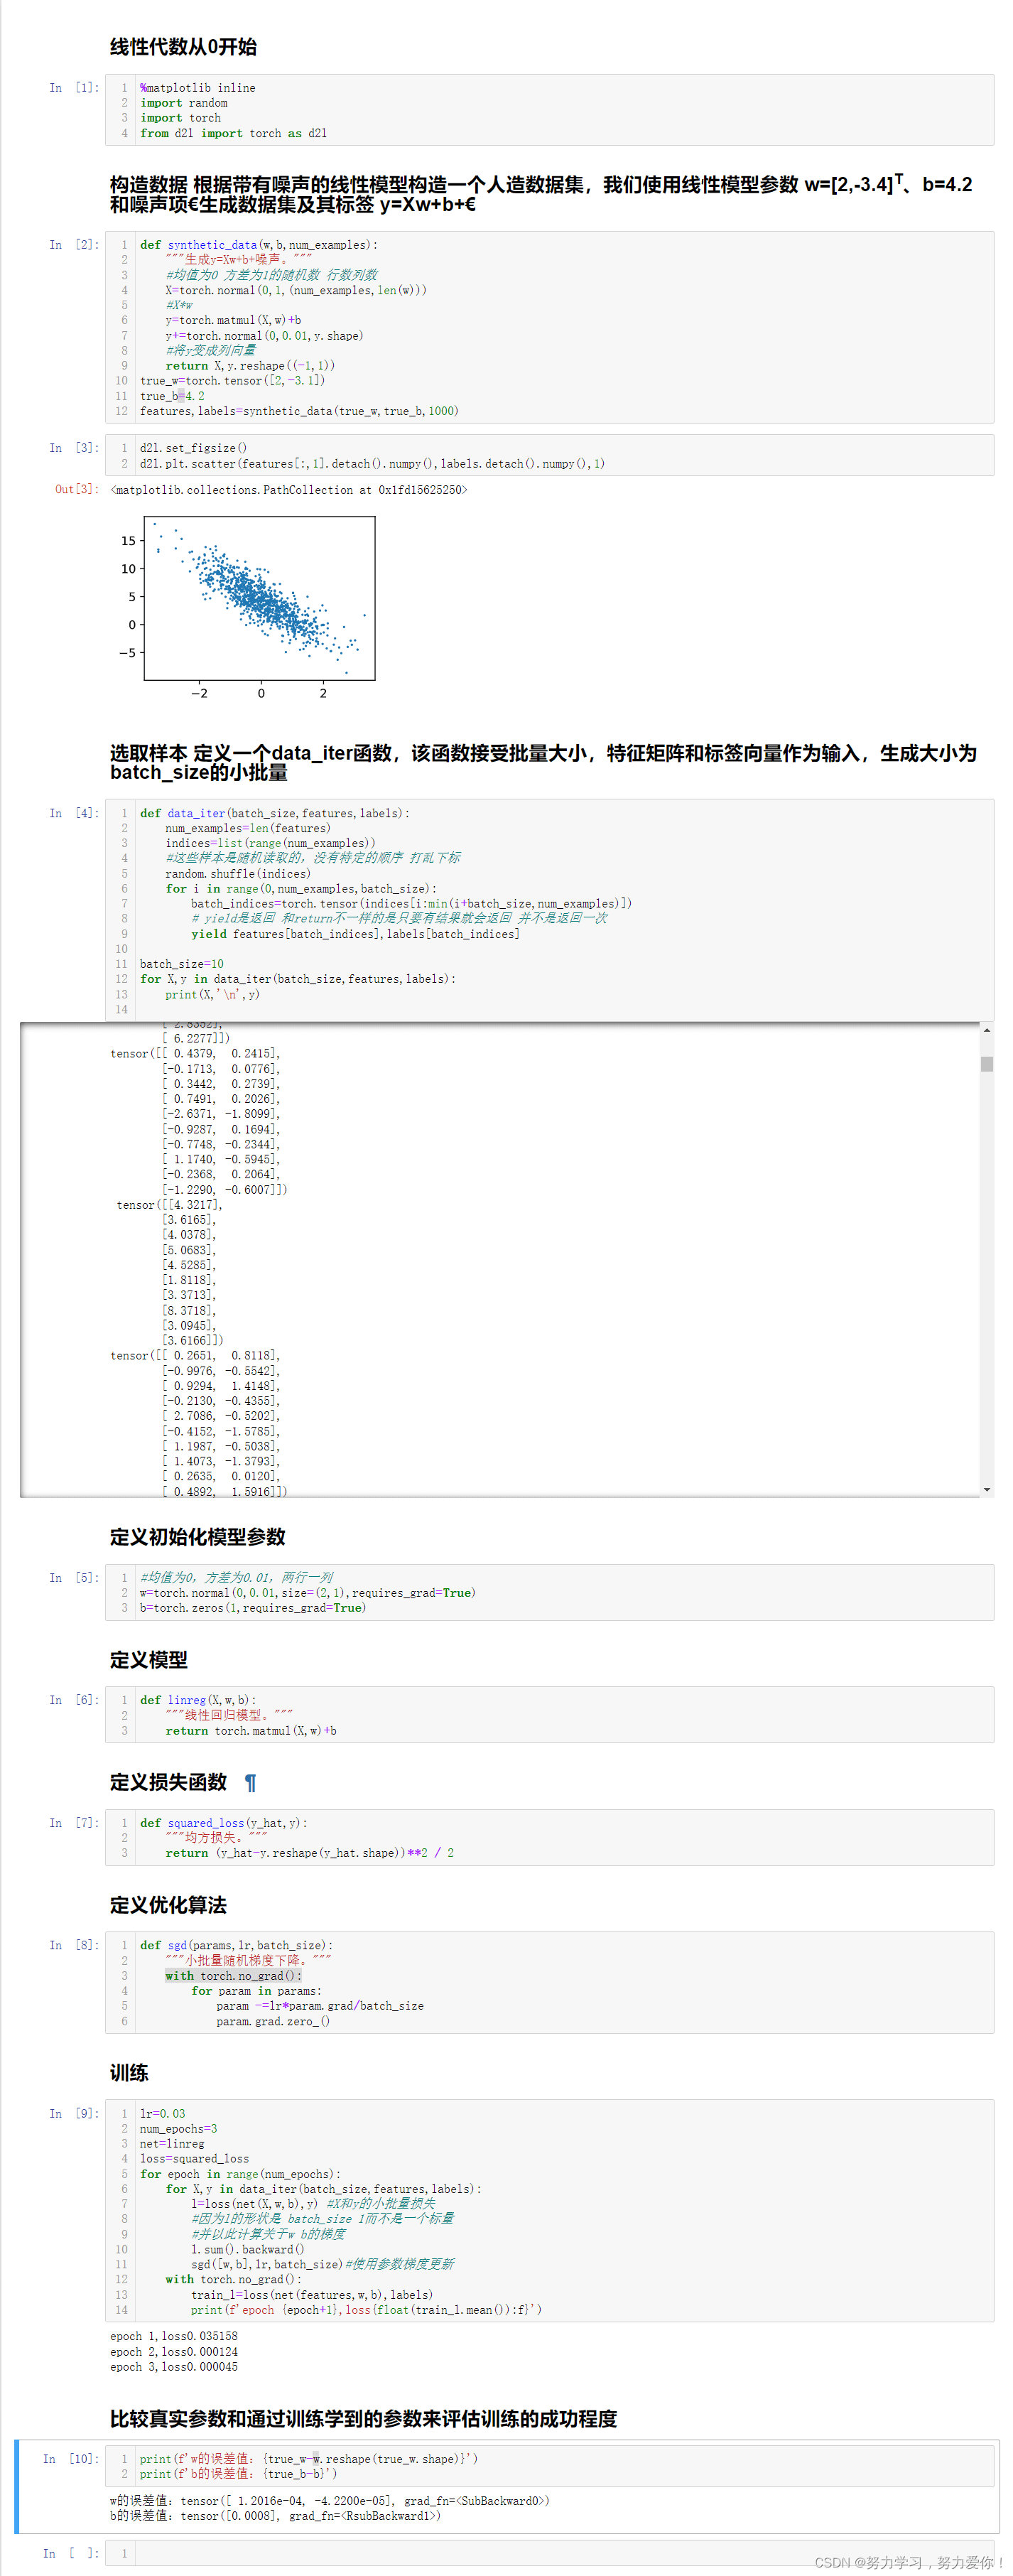 线性代数从0开始
In [1]:
1 %matplotlib inline
2 import random
3 import torch
4 from d2l import torch as d2l
构造数据 根据带有噪声的线性模型构造一个人造数据集，我们使用线性模型参数 w=[2,-3.4]T、b=4.2
和噪声项€生成数据集及其标签 y=Xw+b+€
In [2]:
1 def synthetic_data(w,b,num_examples):
2     """生成y=Xw+b+噪声。"""
3     #均值为0 方差为1的随机数 行数列数
4     X=torch.normal(0,1,(num_examples,len(w)))
5     #X*w
6     y=torch.matmul(X,w)+b
7     y+=torch.normal(0,0.01,y.shape)
8     #将y变成列向量
9     return X,y.reshape((-1,1))
10 true_w=torch.tensor([2,-3.1])
11 true_b=4.2
12 features,labels=synthetic_data(true_w,true_b,1000)
In [3]:
1 d2l.set_figsize()
2 d2l.plt.scatter(features[:,1].detach().numpy(),labels.detach().numpy(),1)
Out[3]: <matplotlib.collections.PathCollection at 0x1fd15625250>
15
10
5
0
−5
−2 0 2
选取样本 定义一个data_iter函数，该函数接受批量大小，特征矩阵和标签向量作为输入，生成大小为
batch_size的小批量
In [4]:
1 def data_iter(batch_size,features,labels):
2     num_examples=len(features)
3     indices=list(range(num_examples))
4     #这些样本是随机读取的，没有特定的顺序 打乱下标
5     random.shuffle(indices)
6     for i in range(0,num_examples,batch_size):
7         batch_indices=torch.tensor(indices[i:min(i+batch_size,num_examples)])
8         # yield是返回 和return不一样的是只要有结果就会返回 并不是返回一次
9         yield features[batch_indices],labels[batch_indices]
10
11 batch_size=10
12 for X,y in data_iter(batch_size,features,labels):
13     print(X,'\n',y)
14
[ 2.8352],
[ 6.2277]])
tensor([[ 0.4379,  0.2415],
[-0.1713,  0.0776],
[ 0.3442,  0.2739],
[ 0.7491,  0.2026],
[-2.6371, -1.8099],
[-0.9287,  0.1694],
[-0.7748, -0.2344],
[ 1.1740, -0.5945],
[-0.2368,  0.2064],
[-1.2290, -0.6007]])
tensor([[4.3217],
[3.6165],
[4.0378],
[5.0683],
[4.5285],
[1.8118],
[3.3713],
[8.3718],
[3.0945],
[3.6166]])
tensor([[ 0.2651,  0.8118],
[-0.9976, -0.5542],
[ 0.9294,  1.4148],
[-0.2130, -0.4355],
[ 2.7086, -0.5202],
[-0.4152, -1.5785],
[ 1.1987, -0.5038],
[ 1.4073, -1.3793],
[ 0.2635,  0.0120],
[ 0.4892,  1.5916]])
定义初始化模型参数
In [5]:
1 #均值为0，方差为0.01，两行一列
2 w=torch.normal(0,0.01,size=(2,1),requires_grad=True)
3 b=torch.zeros(1,requires_grad=True)
定义模型
In [6]:
1 def linreg(X,w,b):
2     """线性回归模型。"""
3     return torch.matmul(X,w)+b
定义损失函数 ¶
In [7]:
1 def squared_loss(y_hat,y):
2     """均方损失。"""
3     return (y_hat-y.reshape(y_hat.shape))**2 / 2
定义优化算法
In [8]:
1 def sgd(params,lr,batch_size):
2     """小批量随机梯度下降。"""
3     with torch.no_grad():
4         for param in params:
5             param -=lr*param.grad/batch_size
6             param.grad.zero_()
训练
In [9]:
1 lr=0.03
2 num_epochs=3
3 net=linreg
4 loss=squared_loss
5 for epoch in range(num_epochs):
6     for X,y in data_iter(batch_size,features,labels):
7         l=loss(net(X,w,b),y) #X和y的小批量损失
8         #因为l的形状是 batch_size 1而不是一个标量
9         #并以此计算关于w b的梯度
10         l.sum().backward()
11         sgd([w,b],lr,batch_size)#使用参数梯度更新
12     with torch.no_grad():
13         train_l=loss(net(features,w,b),labels)
14         print(f'epoch {epoch+1},loss{float(train_l.mean()):f}')
epoch 1,loss0.035158
epoch 2,loss0.000124
epoch 3,loss0.000045
比较真实参数和通过训练学到的参数来评估训练的成功程度
In [10]:
1 print(f'w的误差值：{true_w-w.reshape(true_w.shape)}')
2 print(f'b的误差值：{true_b-b}')
w的误差值：tensor([ 1.2016e-04, -4.2200e-05], grad_fn=<SubBackward0>)
b的误差值：tensor([0.0008], grad_fn=<RsubBackward1>)
In [ ]:
1
CSDN @努力学习，努力爱你！